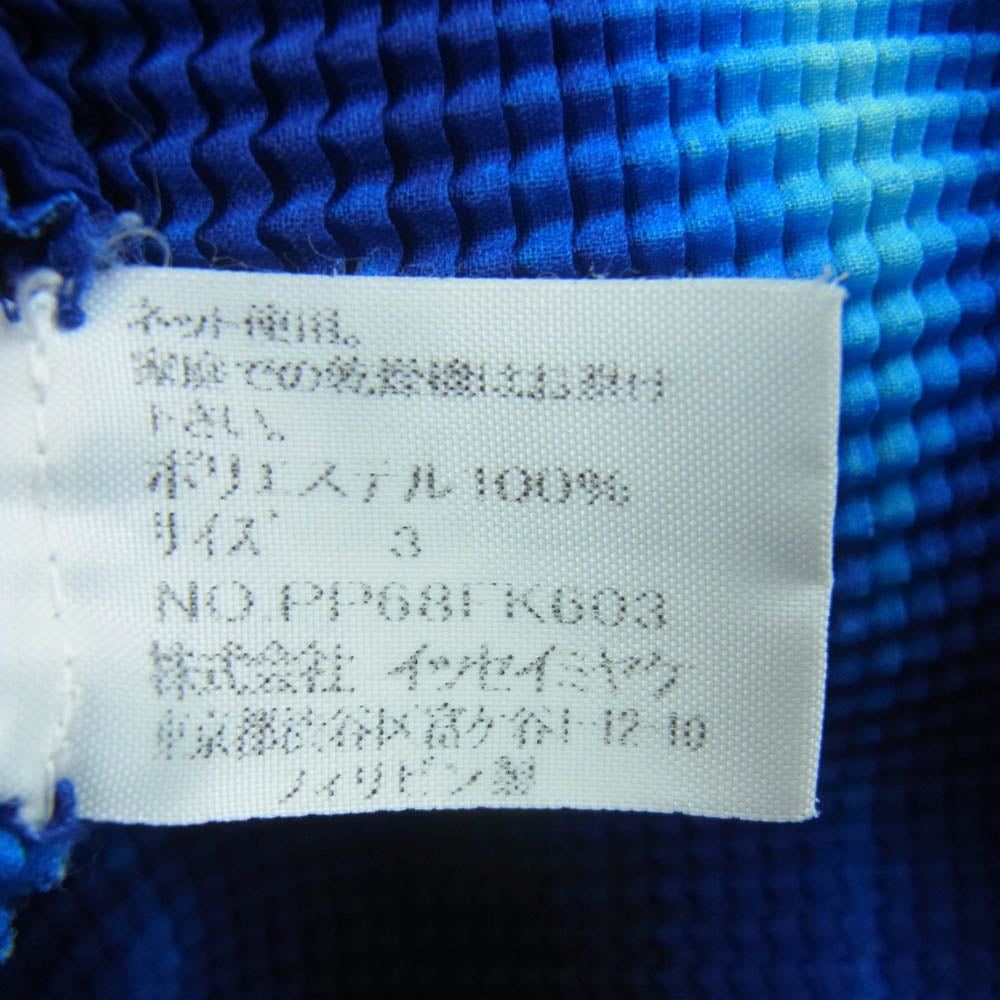 ネット使用。
家庭での乾燥機はお避け
下さい。
ポリエステル 100%
サイズ 3
NO.PP68FK603
株式会社 イッセイミヤケ
東京都渋谷区富ケ谷1-12-10
フィリピン製